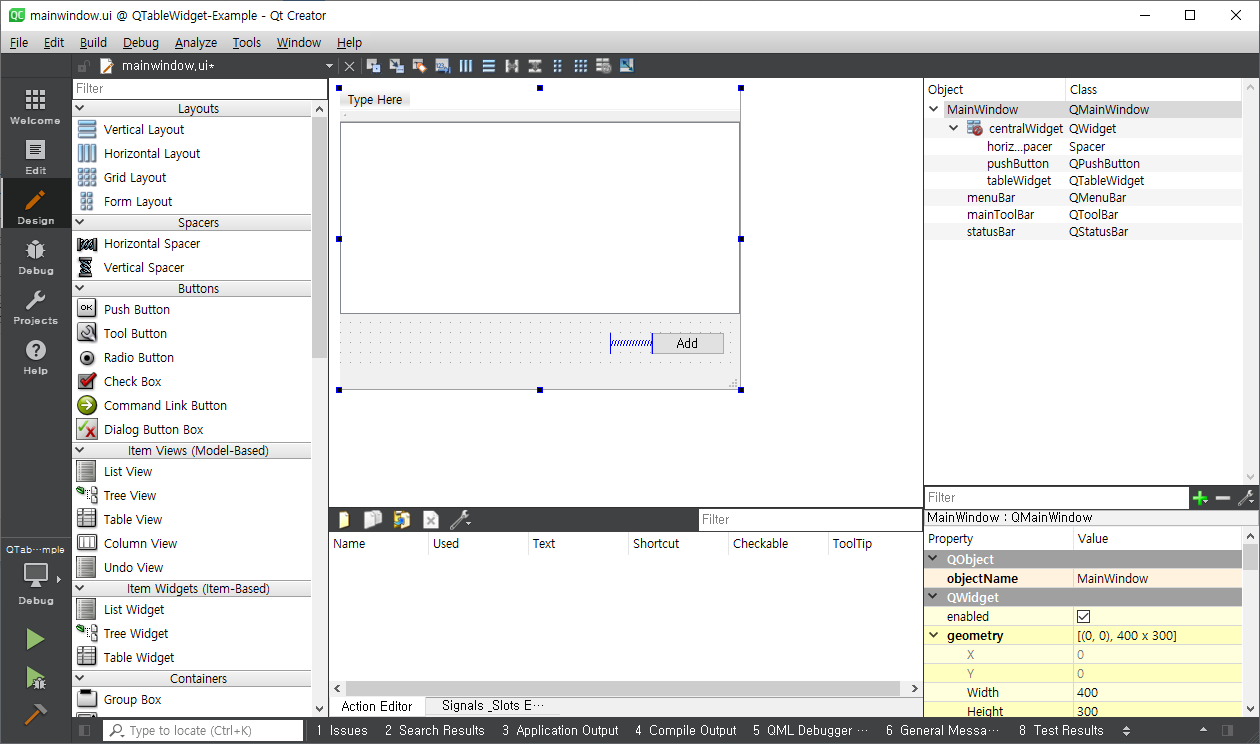 mainwindow.ui @ QTableWidget-Example - Qt Creator
File Edit Build Debug Analyze Tools Window Help
mainwindow.ui*
Welcome
Edit
Design
Debug
Projects
Help
QTab···mple
Debug
Filter
Layouts
Vertical Layout
Horizontal Layout
Grid Layout
Form Layout
Spacers
Horizontal Spacer
Vertical Spacer
Buttons
OK Push Button
Tool Button
Radio Button
Check Box
Command Link Button
Dialog Button Box
Item Views (Model-Based)
List View
Tree View
Table View
Column View
Undo View
Item Widgets (Item-Based)
List Widget
Tree Widget
Table Widget
Containers
Group Box
Type Here
Add
Filter
Name Used Text Shortcut Checkable ToolTip
Action Editor Signals _Slots E···
Object Class
MainWindow QMainWindow
centralWidget QWidget
horiz...pacer Spacer
pushButton QPushButton
tableWidget QTableWidget
menuBar QMenuBar
mainToolBar QToolBar
statusBar QStatusBar
Filter
MainWindow : QMainWindow
Property Value
QObject
objectName MainWindow
QWidget
enabled
geometry [(0, 0), 400 x 300]
X 0
Y 0
Width 400
Height 300
Type to locate (Ctrl+K) 1 Issues 2 Search Results 3 Application Output 4 Compile Output 5 QML Debugger ··· 6 General Messa··· 8 Test Results